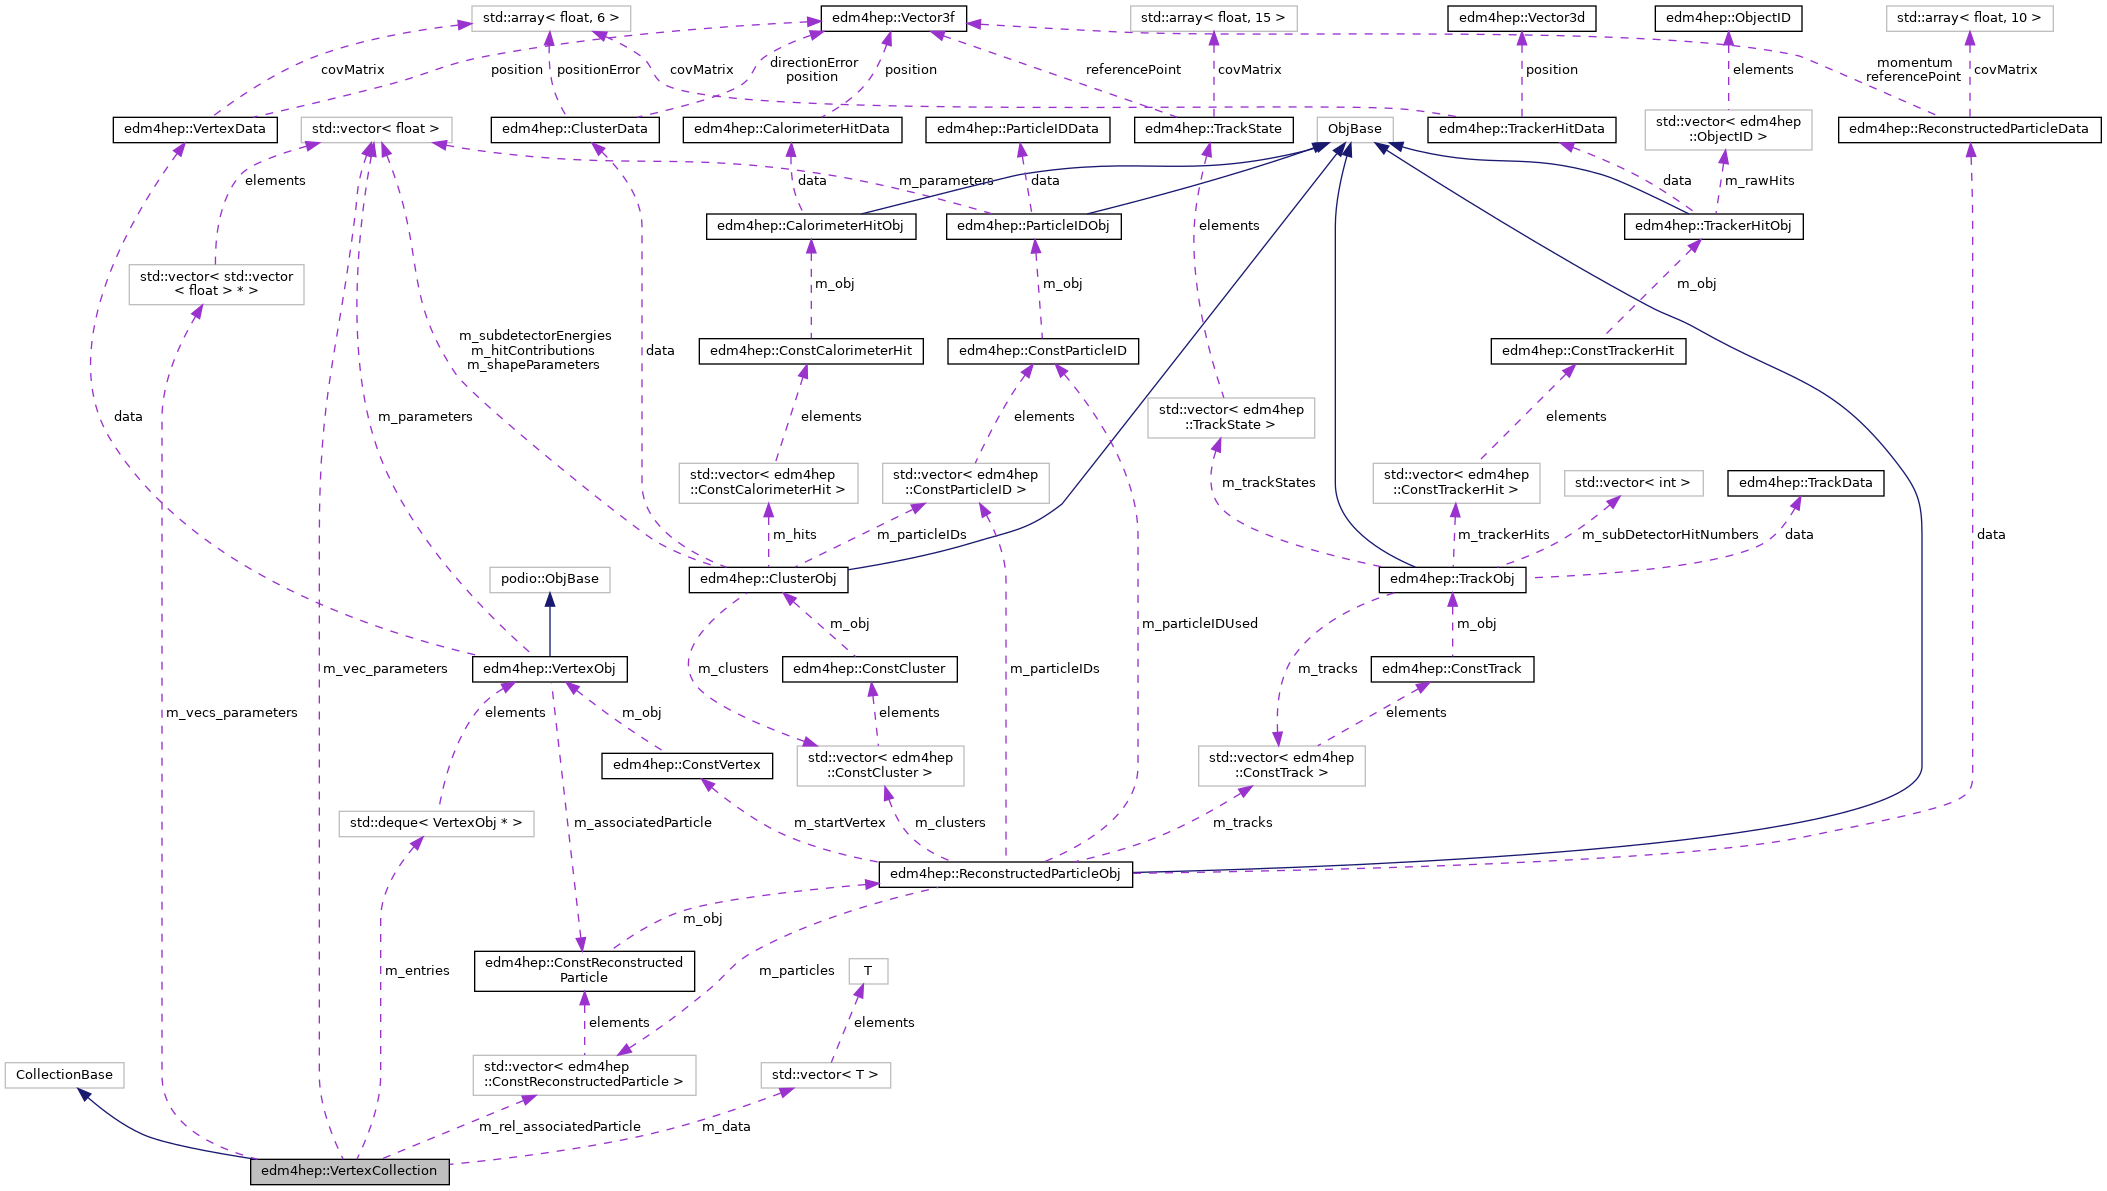 std::array< float, 6 >
edm4hep::Vector3f
std::array< float, 15 >
edm4hep::Vector3d
edm4hep::ObjectID
std::array< float, 10 >
covMatrix
position
positionError
covMatrix
directionError
position
position
referencePoint
covMatrix
position
elements
momentum
referencePoint
covMatrix
edm4hep::VertexData
std::vector< float >
edm4hep::ClusterData
edm4hep::CalorimeterHitData
edm4hep::ParticleIDData
edm4hep::TrackState
ObjBase
edm4hep::TrackerHitData
std::vector< edm4hep
::ObjectID >
edm4hep::ReconstructedParticleData
elements
data
m_parameters
data
data
m_rawHits
edm4hep::CalorimeterHitObj
edm4hep::ParticleIDObj
elements
edm4hep::TrackerHitObj
std::vector< std::vector
< float > * >
m_obj
m_obj
m_obj
m_subdetectorEnergies
m_hitContributions
m_shapeParameters
data
edm4hep::ConstCalorimeterHit
edm4hep::ConstParticleID
edm4hep::ConstTrackerHit
data
m_parameters
elements
elements
std::vector< edm4hep
::TrackState >
elements
std::vector< edm4hep
::ConstCalorimeterHit >
std::vector< edm4hep
::ConstParticleID >
m_trackStates
std::vector< edm4hep
::ConstTrackerHit >
std::vector< int >
edm4hep::TrackData
m_hits
m_particleIDs
m_trackerHits
m_subDetectorHitNumbers
data
data
podio::ObjBase
edm4hep::ClusterObj
edm4hep::TrackObj
m_obj
m_particleIDUsed
m_obj
m_vec_parameters
edm4hep::VertexObj
m_clusters
edm4hep::ConstCluster
m_particleIDs
m_tracks
edm4hep::ConstTrack
m_vecs_parameters
elements
m_obj
elements
elements
edm4hep::ConstVertex
std::vector< edm4hep
::ConstCluster >
std::vector< edm4hep
::ConstTrack >
std::deque< VertexObj * >
m_associatedParticle
m_startVertex
m_clusters
m_tracks
edm4hep::ReconstructedParticleObj
m_obj
m_entries
edm4hep::ConstReconstructed
Particle
m_particles
T
elements
elements
CollectionBase
std::vector< edm4hep
::ConstReconstructedParticle >
std::vector< T >
m_rel_associatedParticle
m_data
edm4hep::VertexCollection